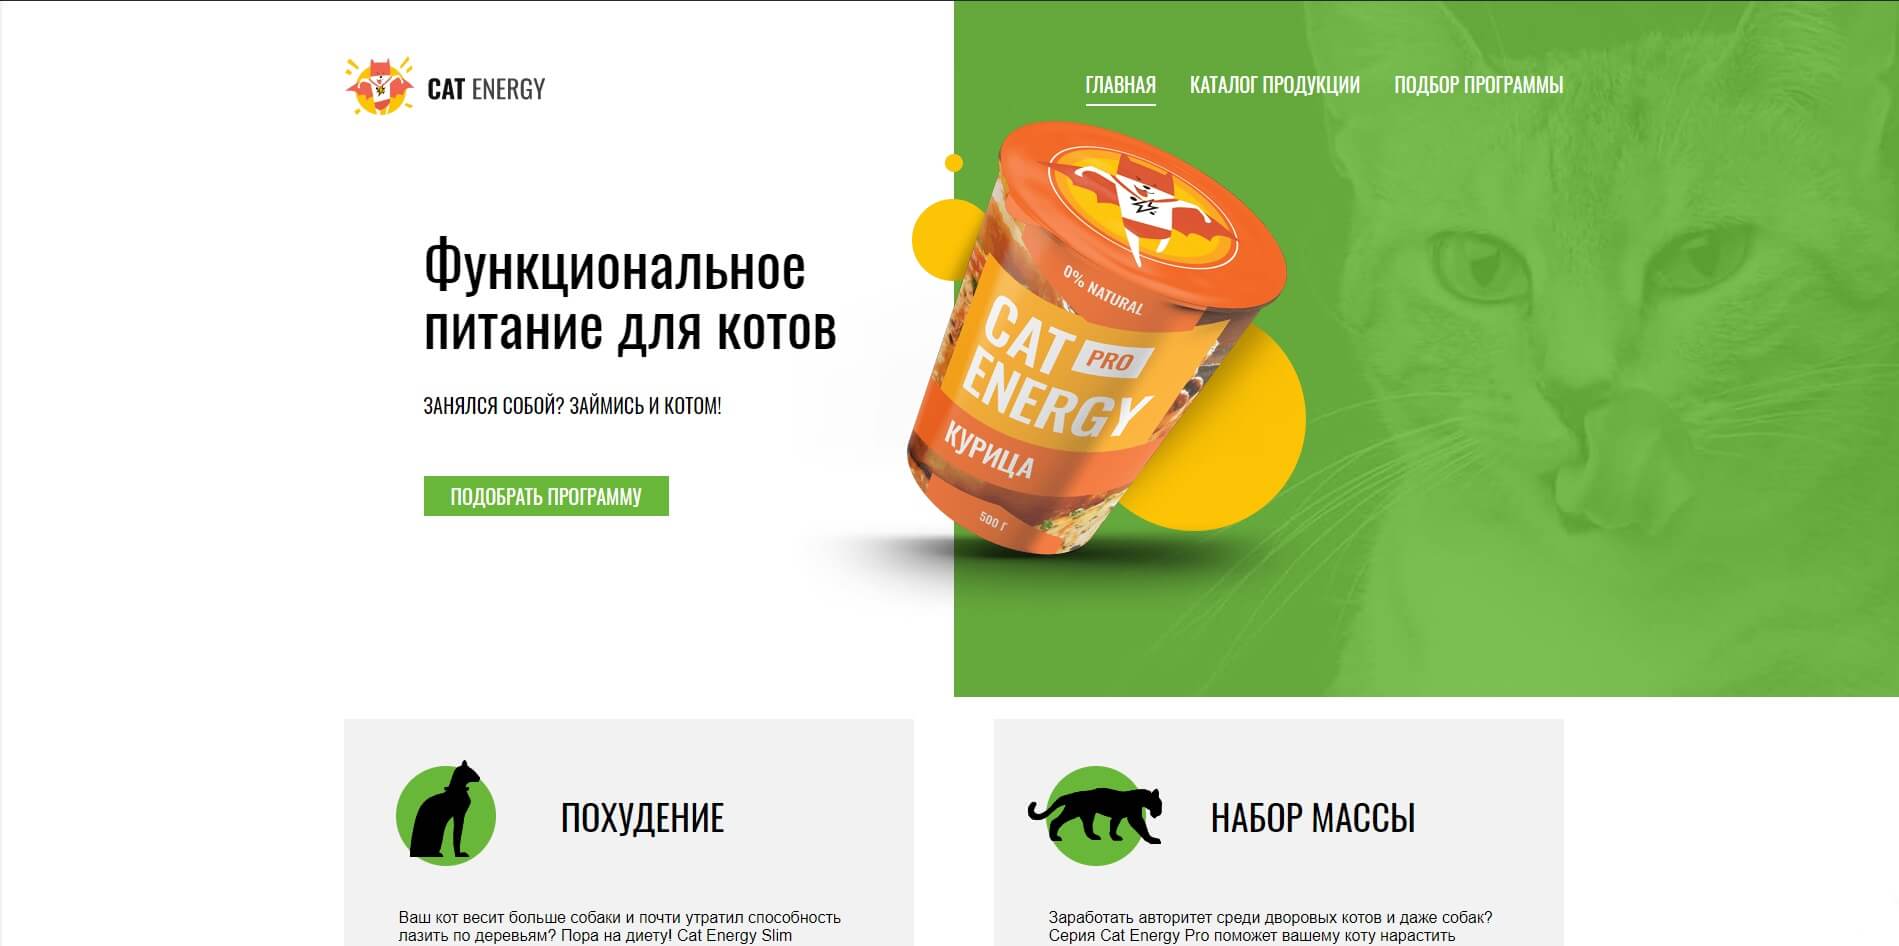 CAT ENERGY
ГЛАВНАЯ КАТАЛОГ ПРОДУКЦИИ ПОДБОР ПРОГРАММЫ
Функциональное
питание для котов
ЗАНЯЛСЯ СОБОЙ? ЗАЙМИСЬ И КОТОМ!
ПОДОБРАТЬ ПРОГРАММУ
0% NATURAL
CAT PRO
ENERGY
КУРИЦА
500 Г
ПОХУДЕНИЕ
Ваш кот весит больше собаки и почти утратил способность
лазить по деревьям? Пора на диету! Cat Energy Slim
НАБОР МАССЫ
Заработать авторитет среди дворовых котов и даже собак?
Серия Cat Energy Pro поможет вашему коту нарастить